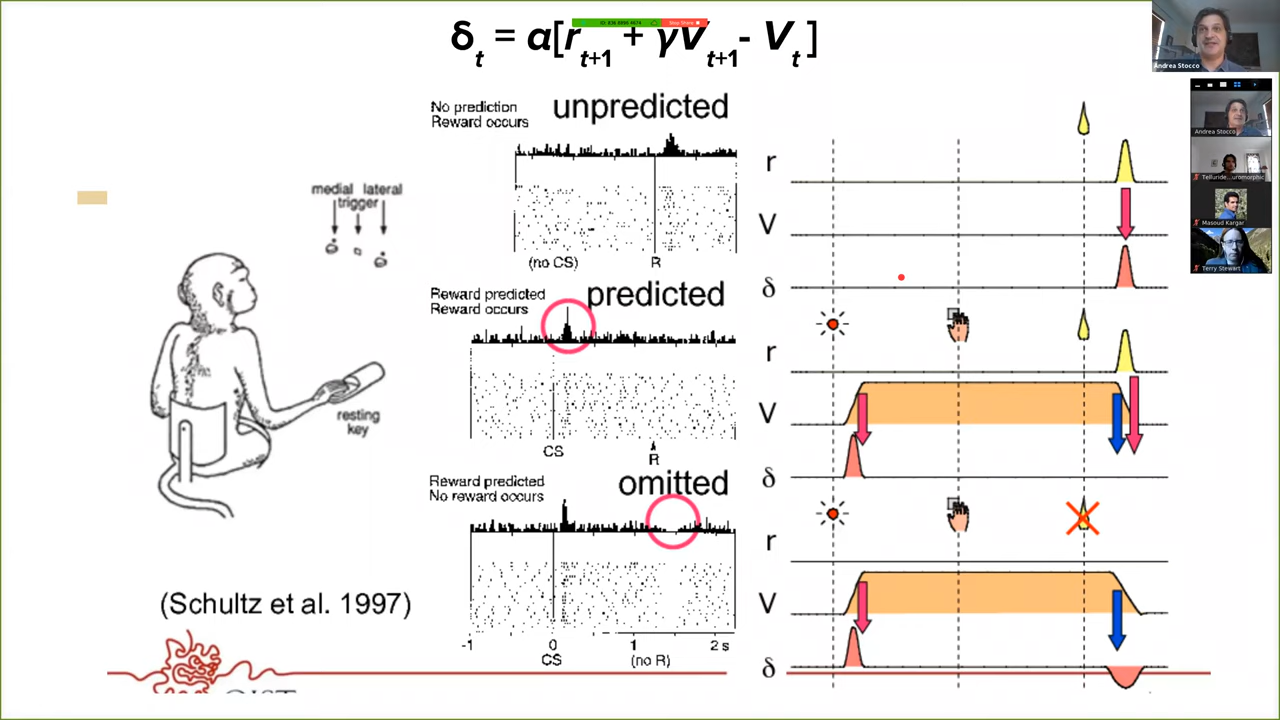 δt = α[rt+1 + γVt+1 - Vt]
Stop Share
Andrea Stocco
Andrea Stocco
Masoud Kargar
Terry Stewart
No prediction
Reward occurs
unpredicted
(no CS)
R
Reward predicted
Reward occurs
predicted
CS
R
Reward predicted
No reward occurs
omitted
-1
0
1
2 s
CS
(no R)
medial lateral
trigger
resting
key
(Schultz et al. 1997)
r
V
δ
r
V
δ
r
V
δ